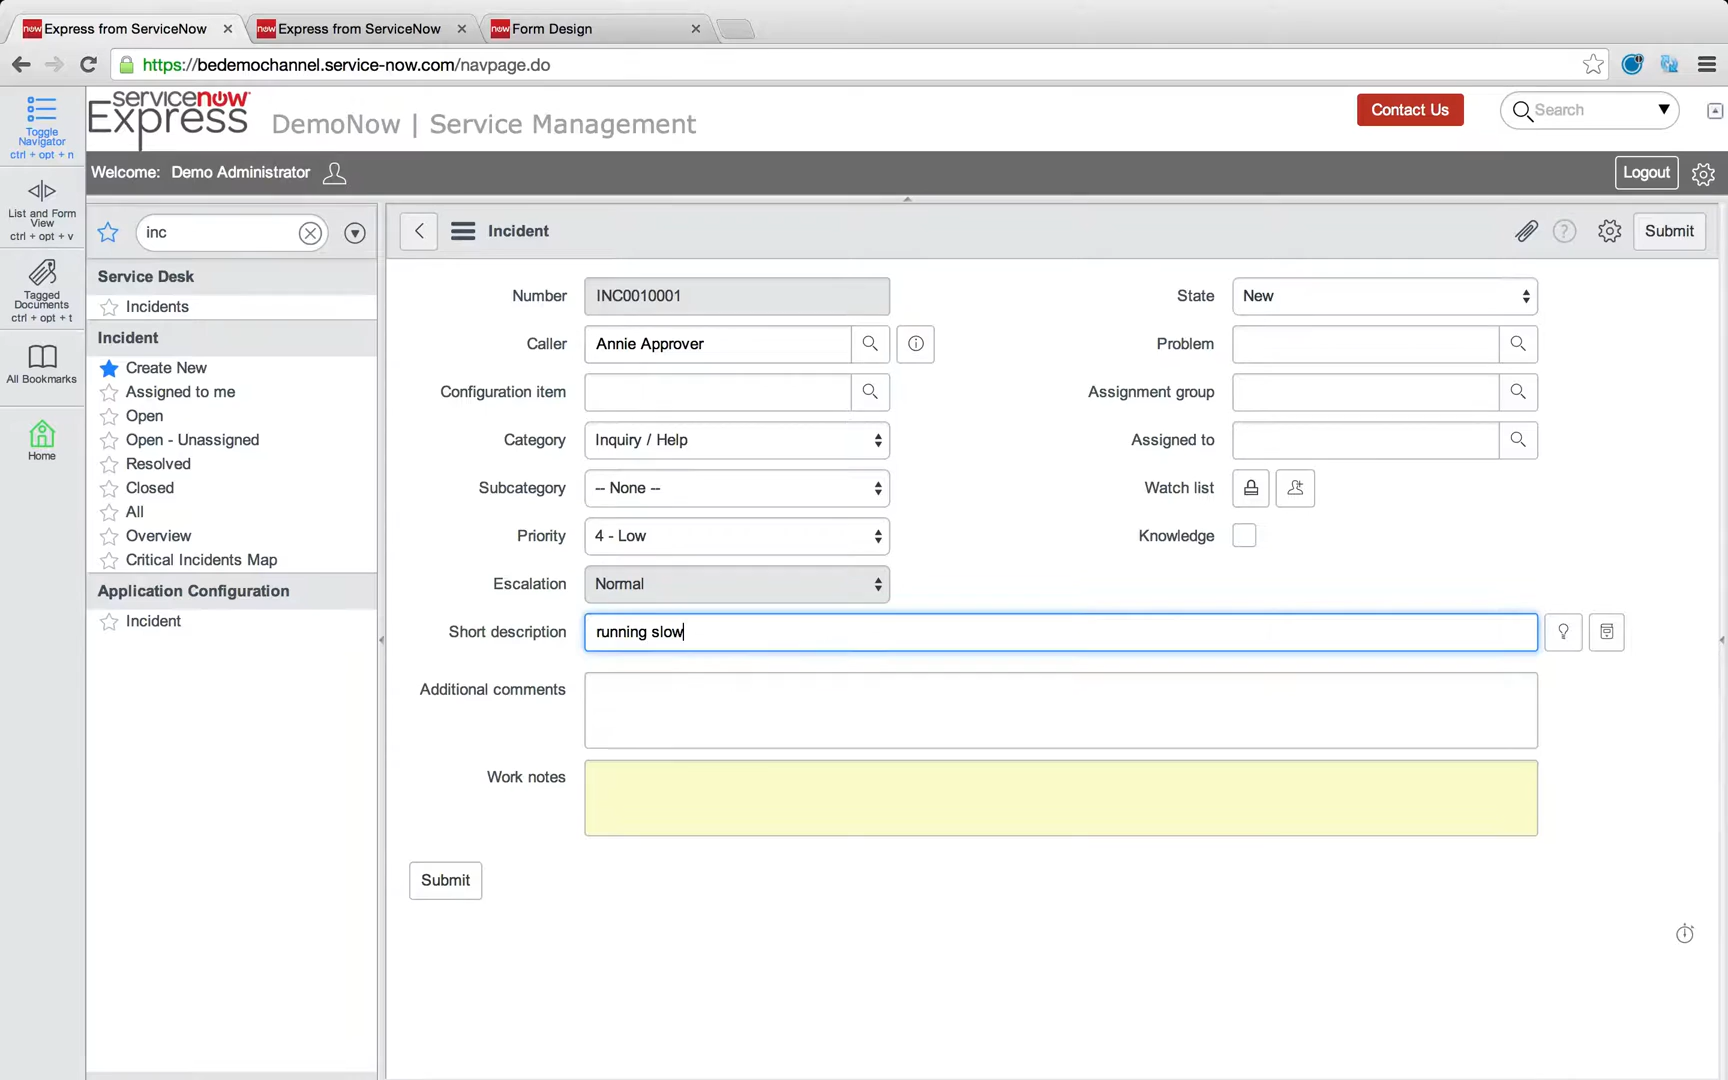 now Express from ServiceNow
now Express from ServiceNow
now Form Design
https://bedemochannel.service-now.com/navpage.do
servicenow
Express
DemoNow | Service Management
Contact Us
Search
Toggle
Navigator
ctrl + opt + n
Welcome: Demo Administrator
Logout
List and Form
View
ctrl + opt + v
inc
Incident
Submit
Tagged
Documents
ctrl + opt + t
All Bookmarks
Home
Service Desk
Incidents
Incident
Create New
Assigned to me
Open
Open - Unassigned
Resolved
Closed
All
Overview
Critical Incidents Map
Application Configuration
Incident
Number INC0010001
Caller Annie Approver
Configuration item
Category Inquiry / Help
Subcategory -- None --
Priority 4 - Low
Escalation Normal
State New
Problem
Assignment group
Assigned to
Watch list
Knowledge
Short description running slow
Additional comments
Work notes
Submit